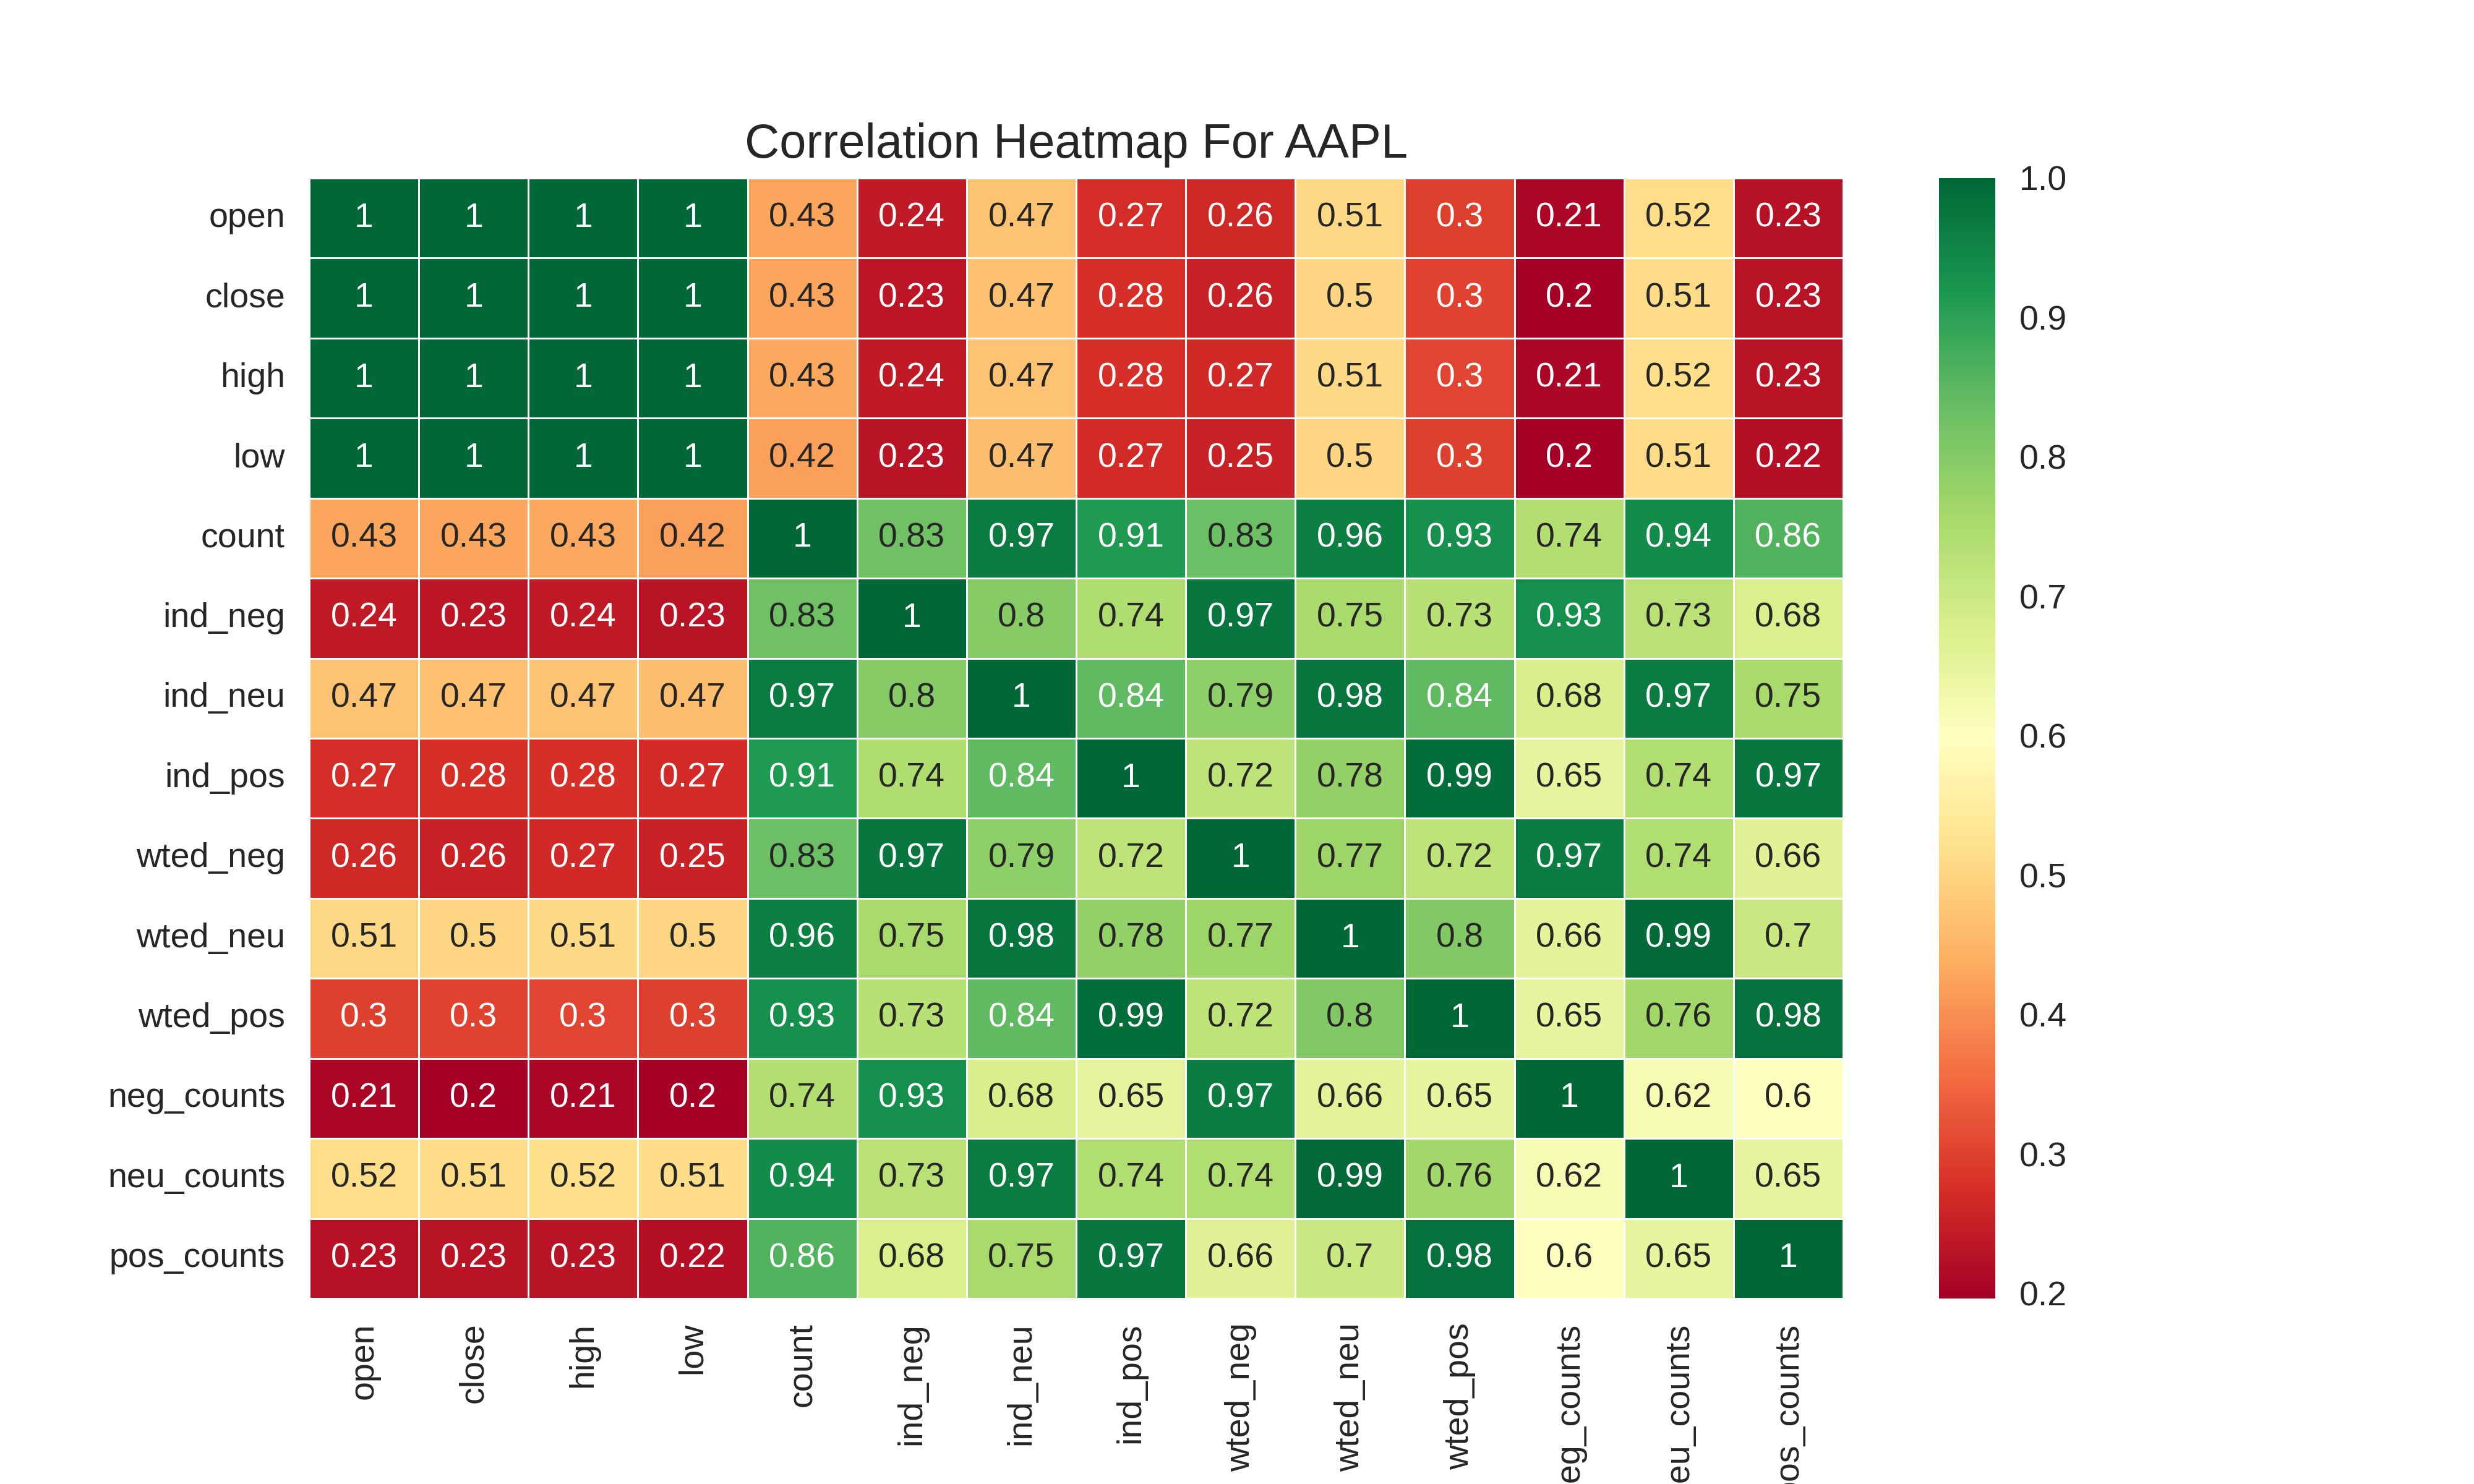 Correlation Heatmap For AAPL
open 1 1 1 1 0.43 0.24 0.47 0.27 0.26 0.51 0.3 0.21 0.52 0.23
close 1 1 1 1 0.43 0.23 0.47 0.28 0.26 0.5 0.3 0.2 0.51 0.23
high 1 1 1 1 0.43 0.24 0.47 0.28 0.27 0.51 0.3 0.21 0.52 0.23
low 1 1 1 1 0.42 0.23 0.47 0.27 0.25 0.5 0.3 0.2 0.51 0.22
count 0.43 0.43 0.43 0.42 1 0.83 0.97 0.91 0.83 0.96 0.93 0.74 0.94 0.86
ind_neg 0.24 0.23 0.24 0.23 0.83 1 0.8 0.74 0.97 0.75 0.73 0.93 0.73 0.68
ind_neu 0.47 0.47 0.47 0.47 0.97 0.8 1 0.84 0.79 0.98 0.84 0.68 0.97 0.75
ind_pos 0.27 0.28 0.28 0.27 0.91 0.74 0.84 1 0.72 0.78 0.99 0.65 0.74 0.97
wted_neg 0.26 0.26 0.27 0.25 0.83 0.97 0.79 0.72 1 0.77 0.72 0.97 0.74 0.66
wted_neu 0.51 0.5 0.51 0.5 0.96 0.75 0.98 0.78 0.77 1 0.8 0.66 0.99 0.7
wted_pos 0.3 0.3 0.3 0.3 0.93 0.73 0.84 0.99 0.72 0.8 1 0.65 0.76 0.98
neg_counts 0.21 0.2 0.21 0.2 0.74 0.93 0.68 0.65 0.97 0.66 0.65 1 0.62 0.6
neu_counts 0.52 0.51 0.52 0.51 0.94 0.73 0.97 0.74 0.74 0.99 0.76 0.62 1 0.65
pos_counts 0.23 0.23 0.23 0.22 0.86 0.68 0.75 0.97 0.66 0.7 0.98 0.6 0.65 1
open close high low count ind_neg ind_neu ind_pos wted_neg wted_neu wted_pos eg_counts eu_counts os_counts
1.0
0.9
0.8
0.7
0.6
0.5
0.4
0.3
0.2